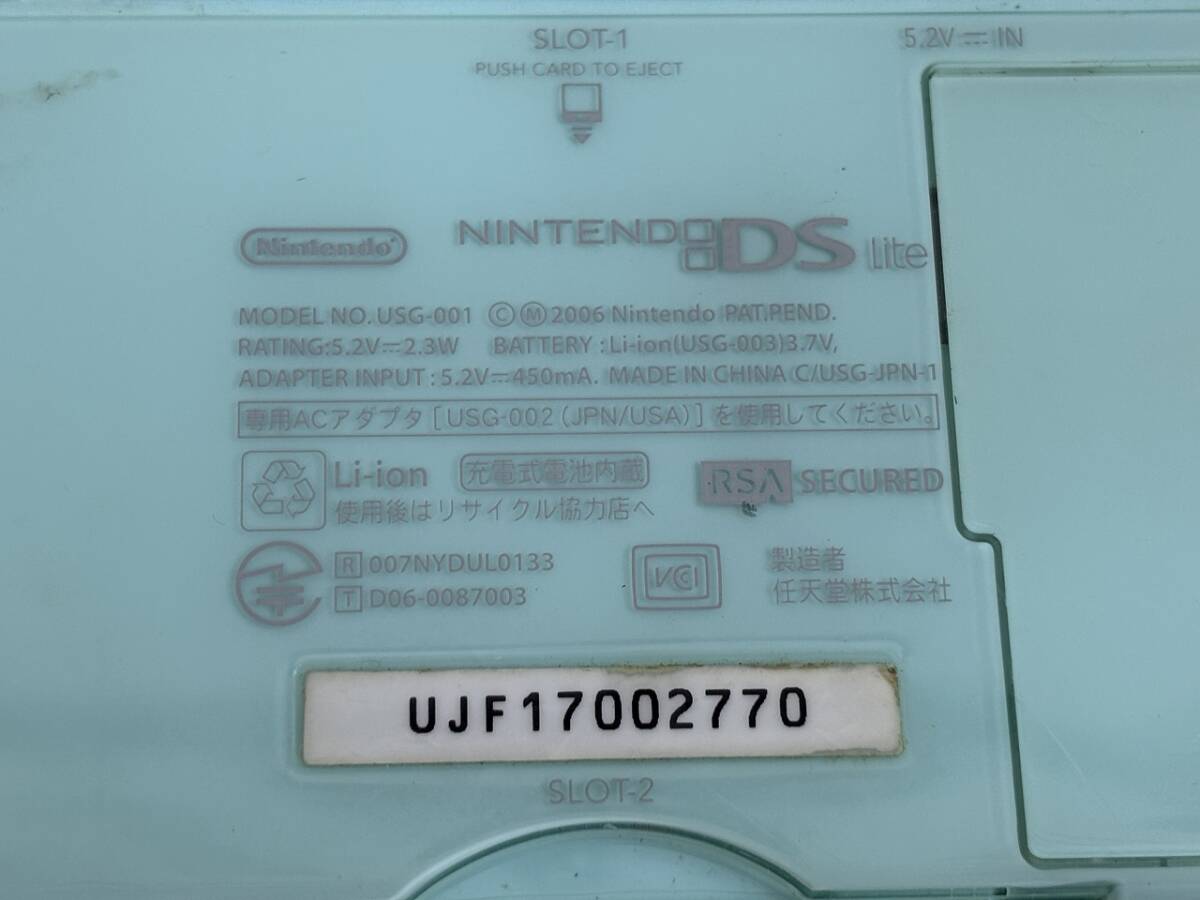 SLOT-1
5.2V⎓IN
PUSH CARD TO EJECT
Nintendo®
NINTENDO DS Lite
MODEL NO. USG-001 ⒸⓂ2006 Nintendo PAT.PEND.
RATING:5.2V⎓2.3W BATTERY : Li-ion(USG-003)3.7V,
ADAPTER INPUT : 5.2V⎓450mA. MADE IN CHINA C/USG-JPN-1
専用ACアダプタ[USG-002 (JPN/USA)]を使用してください。
Li-ion 充電式電池内蔵
使用後はリサイクル協力店へ
RSA SECURED
R 007NYDUL0133
T D06-0087003
VCI
製造者
任天堂株式会社
UJF17002770
SLOT-2